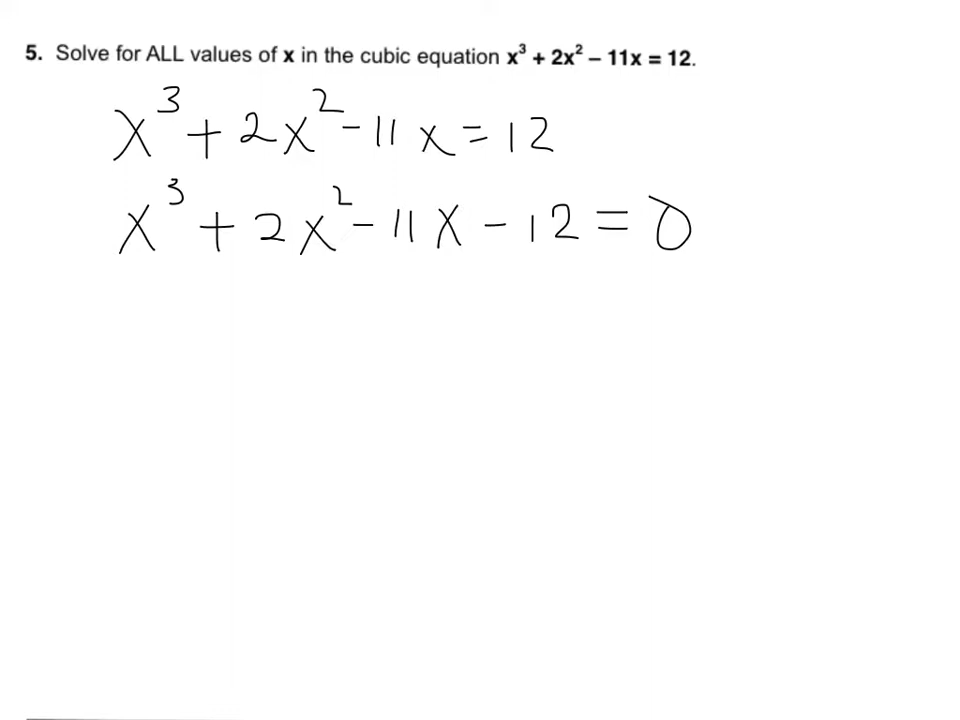 5. Solve for ALL values of x in the cubic equation x³ + 2x² – 11x = 12.
x³ + 2x² - 11x = 12
x³ + 2x² - 11x - 12 = 0